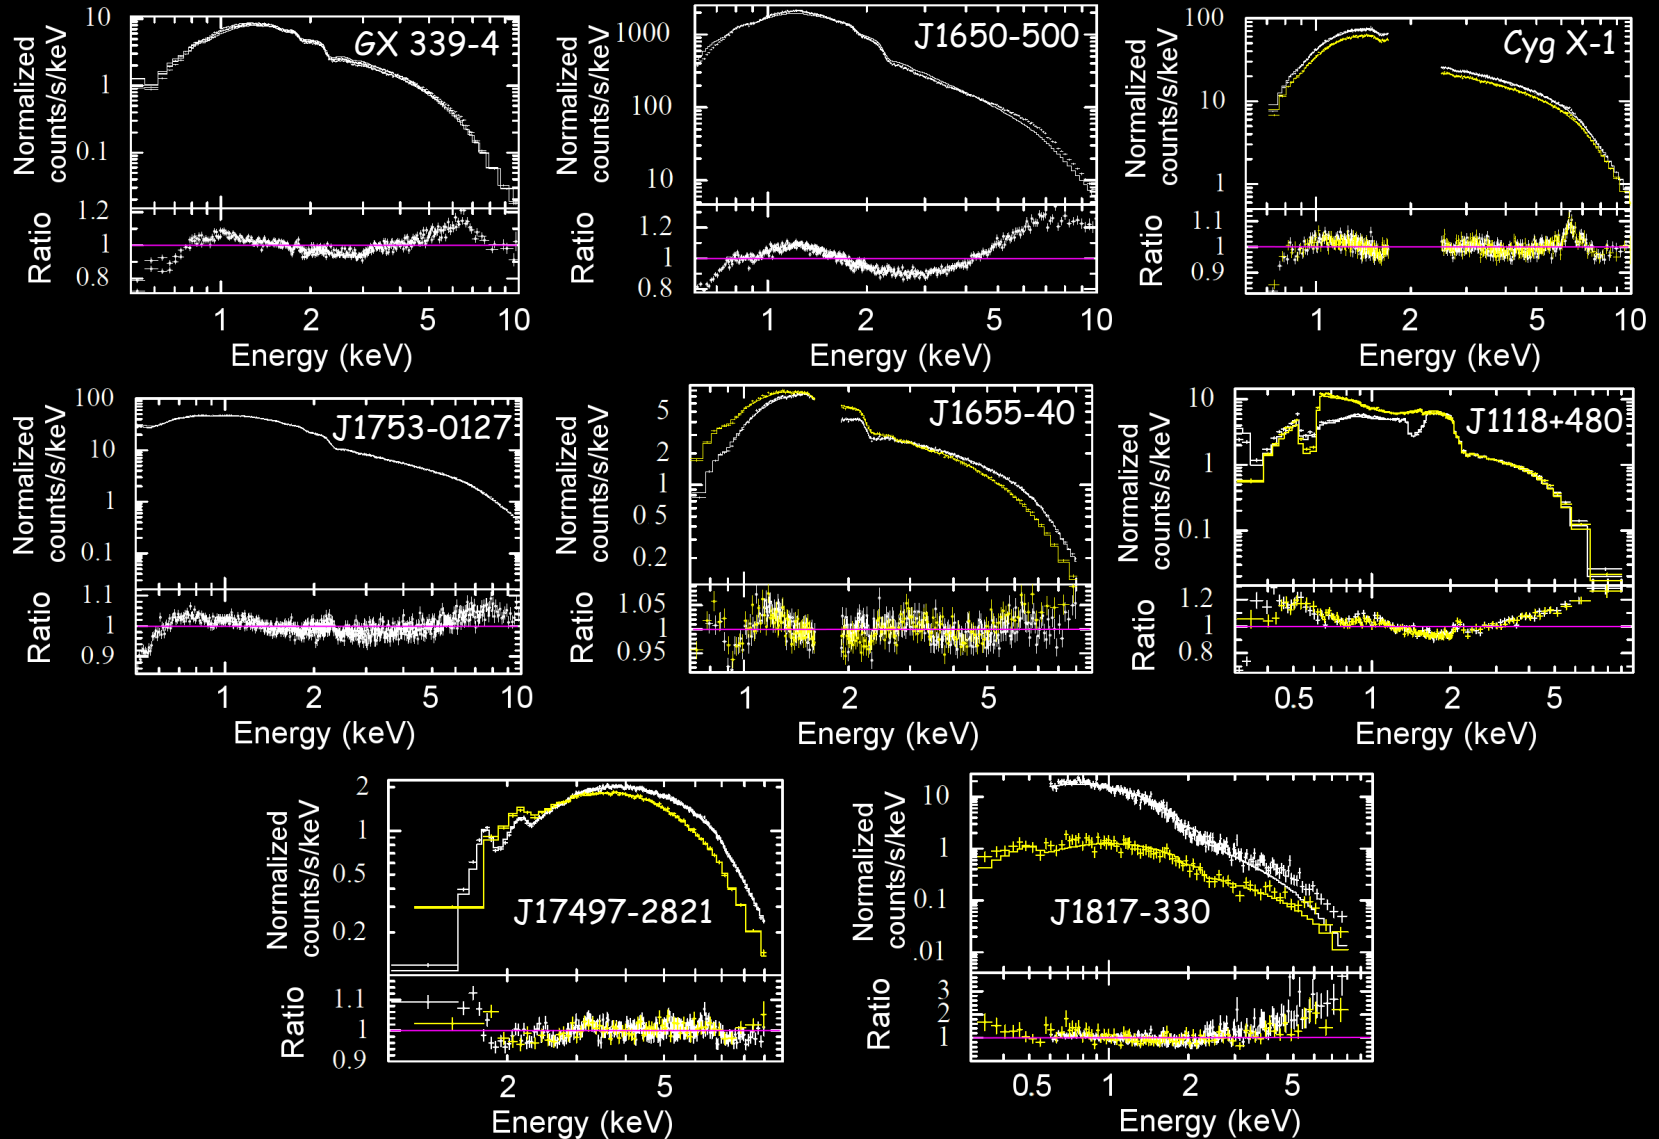 GX 339-4
Normalized
counts/s/keV
10
1
0.1
Ratio
1.2
1
0.8
1 2 5 10
Energy (keV)
J1650-500
Normalized
counts/s/keV
1000
100
10
Ratio
1.2
1
0.8
1 2 5 10
Energy (keV)
Cyg X-1
Normalized
counts/s/keV
100
10
1
Ratio
1.1
1
0.9
1 2 5 10
Energy (keV)
J1753-0127
Normalized
counts/s/keV
100
10
1
0.1
Ratio
1.1
1
0.9
1 2 5 10
Energy (keV)
J1655-40
Normalized
counts/s/keV
5
2
1
0.5
0.2
Ratio
1.05
1
0.95
1 2 5
Energy (keV)
J1118+480
Normalized
counts/s/keV
10
1
0.1
Ratio
1.2
1
0.8
0.5 1 2 5
Energy (keV)
J17497-2821
Normalized
counts/s/keV
2
1
0.5
0.2
Ratio
1.1
1
0.9
2 5
Energy (keV)
J1817-330
Normalized
counts/s/keV
10
1
0.1
.01
Ratio
3
2
1
0.5 1 2 5
Energy (keV)